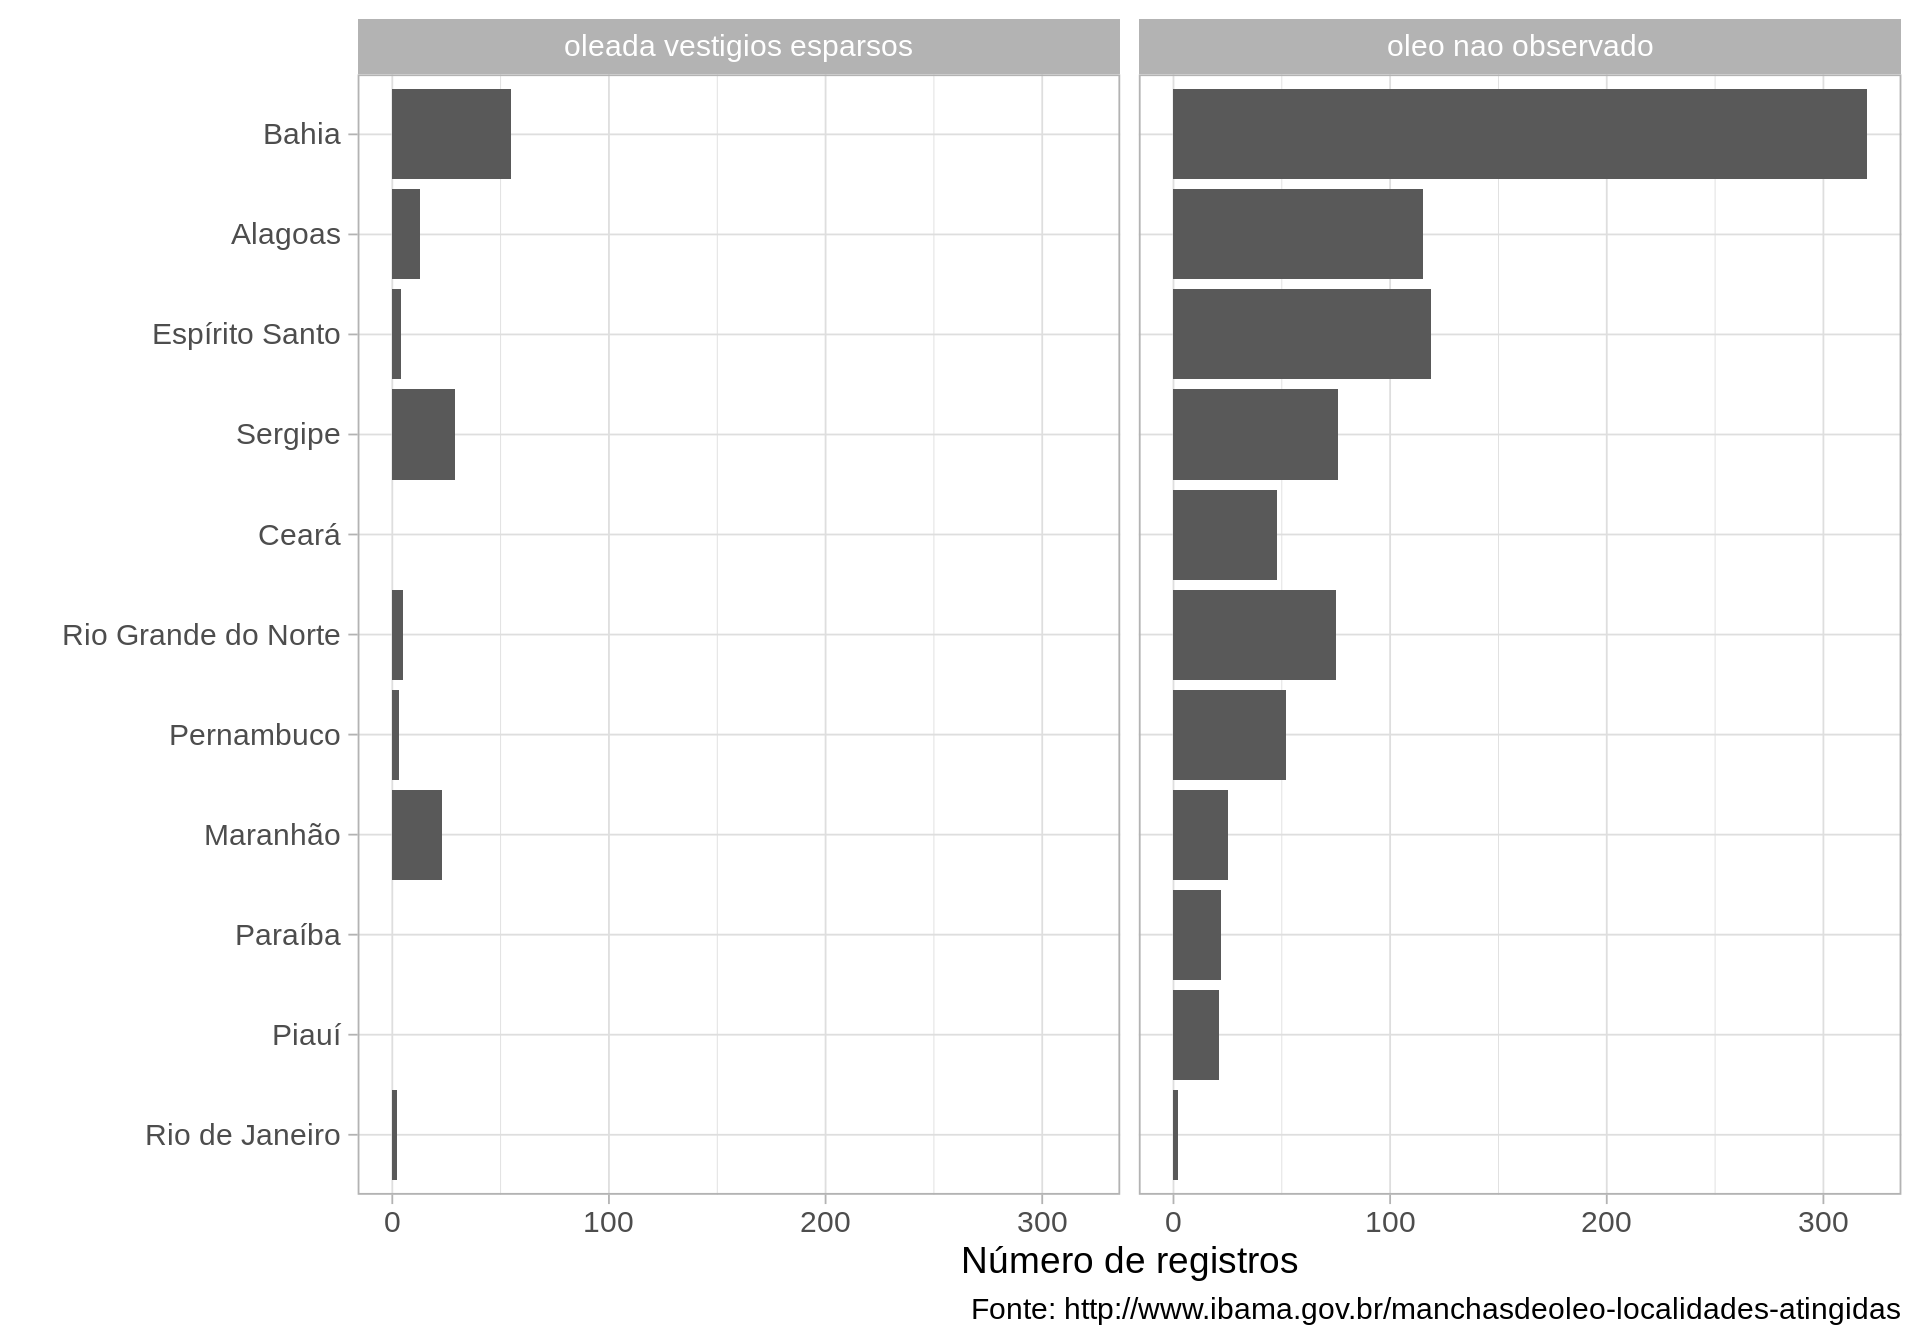 oleada vestigios esparsos
oleo nao observado
Bahia
Alagoas
Espírito Santo
Sergipe
Ceará
Rio Grande do Norte
Pernambuco
Maranhão
Paraíba
Piauí
Rio de Janeiro
0 100 200 300 0 100 200 300
Número de registros
Fonte: http://www.ibama.gov.br/manchasdeoleo-localidades-atingidas